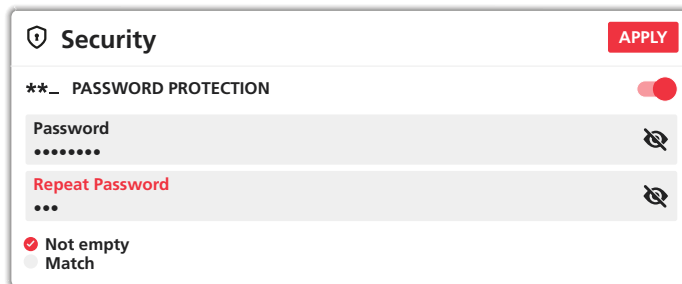 Security
APPLY
**_ PASSWORD PROTECTION
Password
••••••••
Repeat Password
•••
Not empty
Match